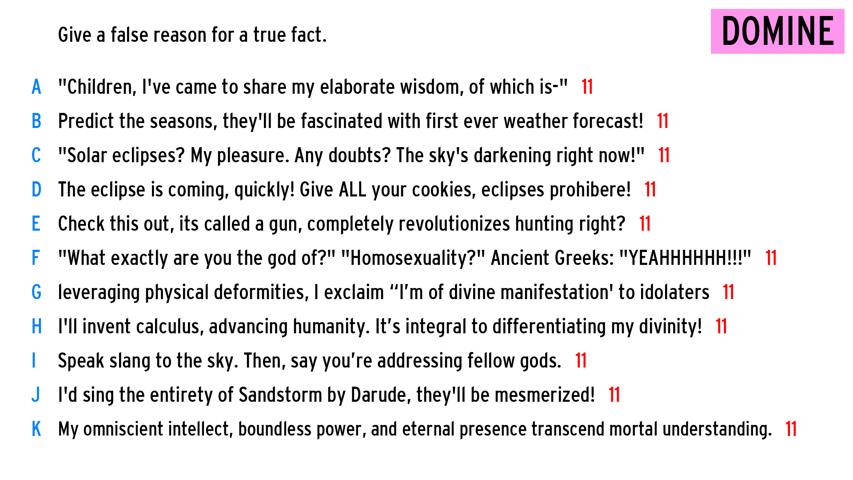 Give a false reason for a true fact.
DOMINE
A "Children, I've came to share my elaborate wisdom, of which is-" 11
B Predict the seasons, they'll be fascinated with first ever weather forecast! 11
C "Solar eclipses? My pleasure. Any doubts? The sky's darkening right now!" 11
D The eclipse is coming, quickly! Give ALL your cookies, eclipses prohibere! 11
E Check this out, its called a gun, completely revolutionizes hunting right? 11
F "What exactly are you the god of?" "Homosexuality?" Ancient Greeks: "YEAHHHHHH!!!" 11
G leveraging physical deformities, I exclaim “I’m of divine manifestation' to idolaters 11
H I'll invent calculus, advancing humanity. It’s integral to differentiating my divinity! 11
I Speak slang to the sky. Then, say you’re addressing fellow gods. 11
J I'd sing the entirety of Sandstorm by Darude, they'll be mesmerized! 11
K My omniscient intellect, boundless power, and eternal presence transcend mortal understanding. 11